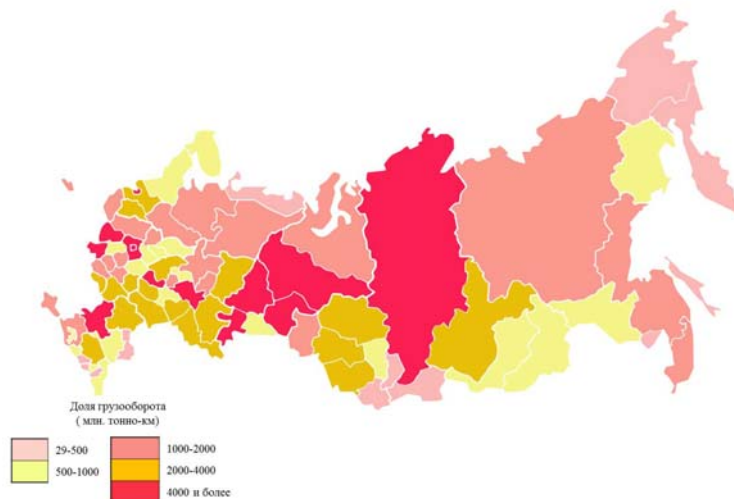 Доля грузооборота
( млн. тонно-км)
29-500
500-1000
1000-2000
2000-4000
4000 и более